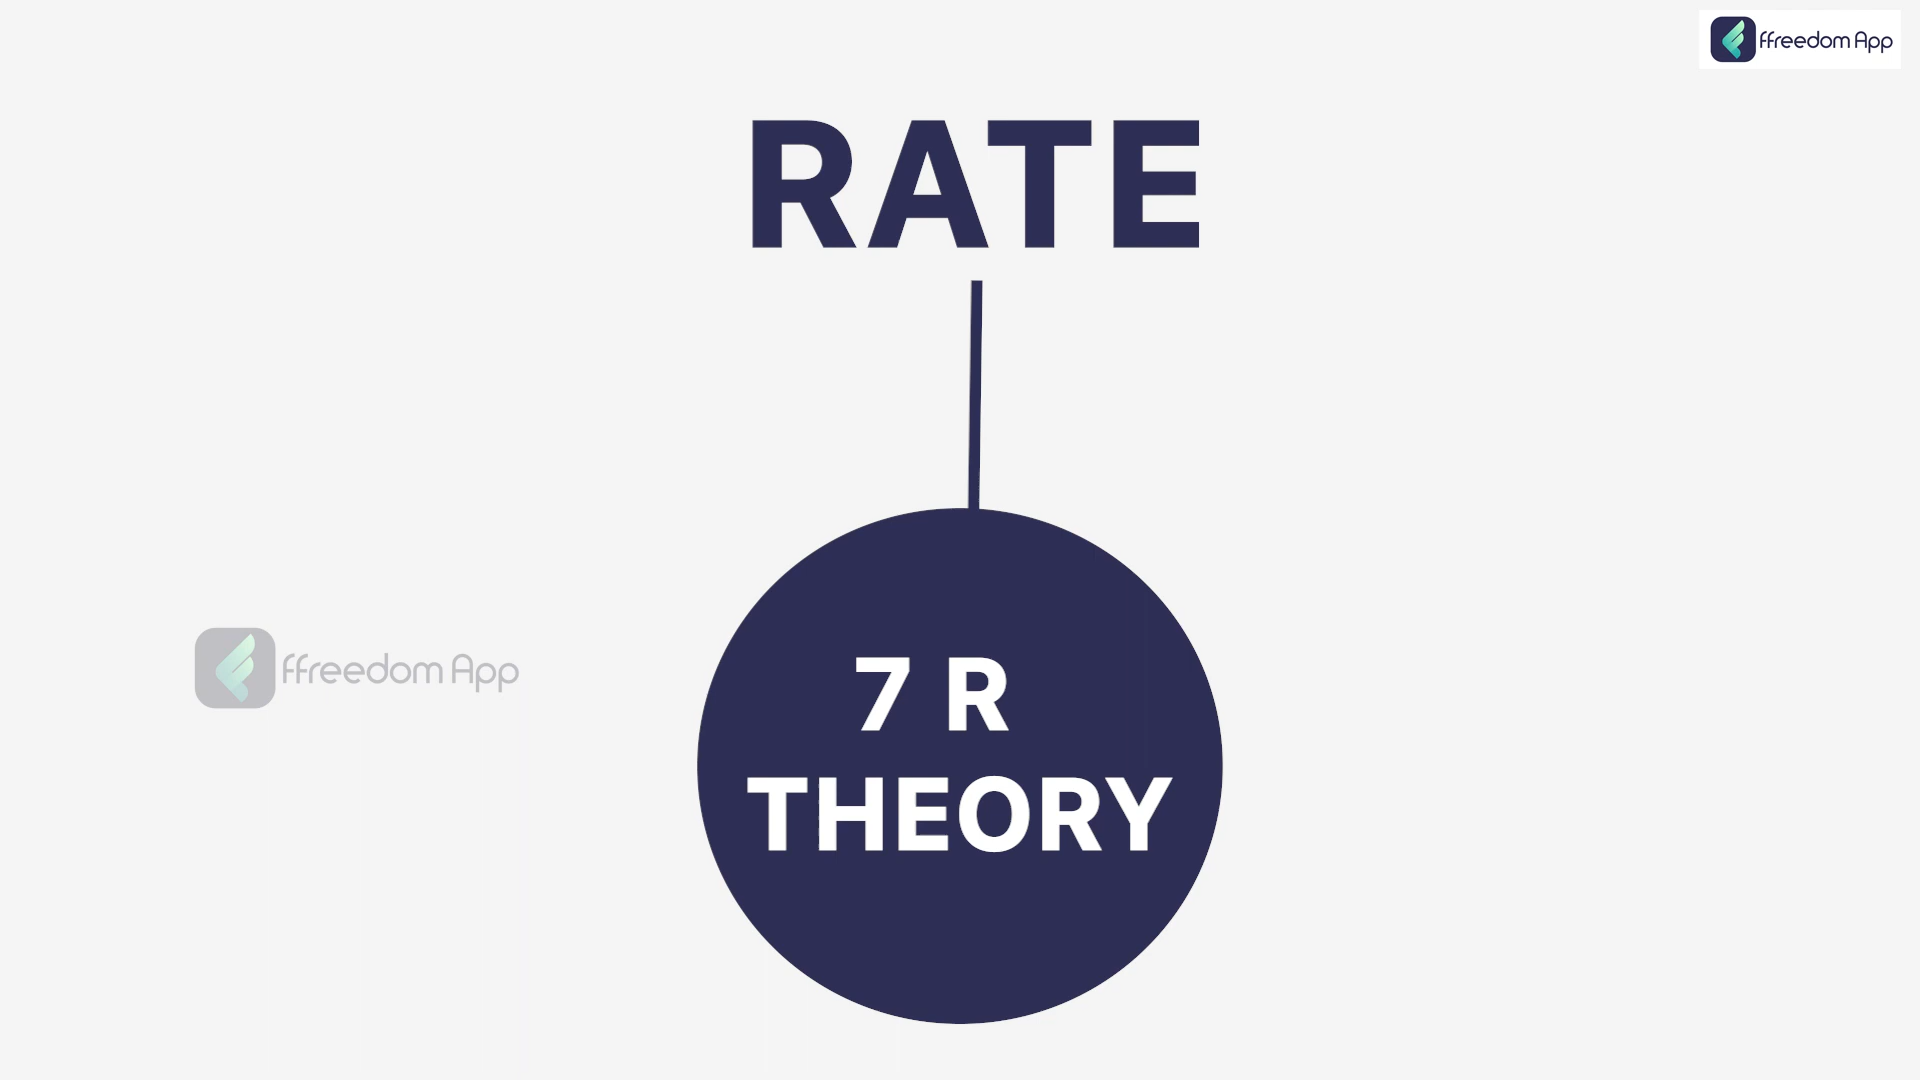 ffreedom App
RATE
7 R
THEORY
ffreedom App